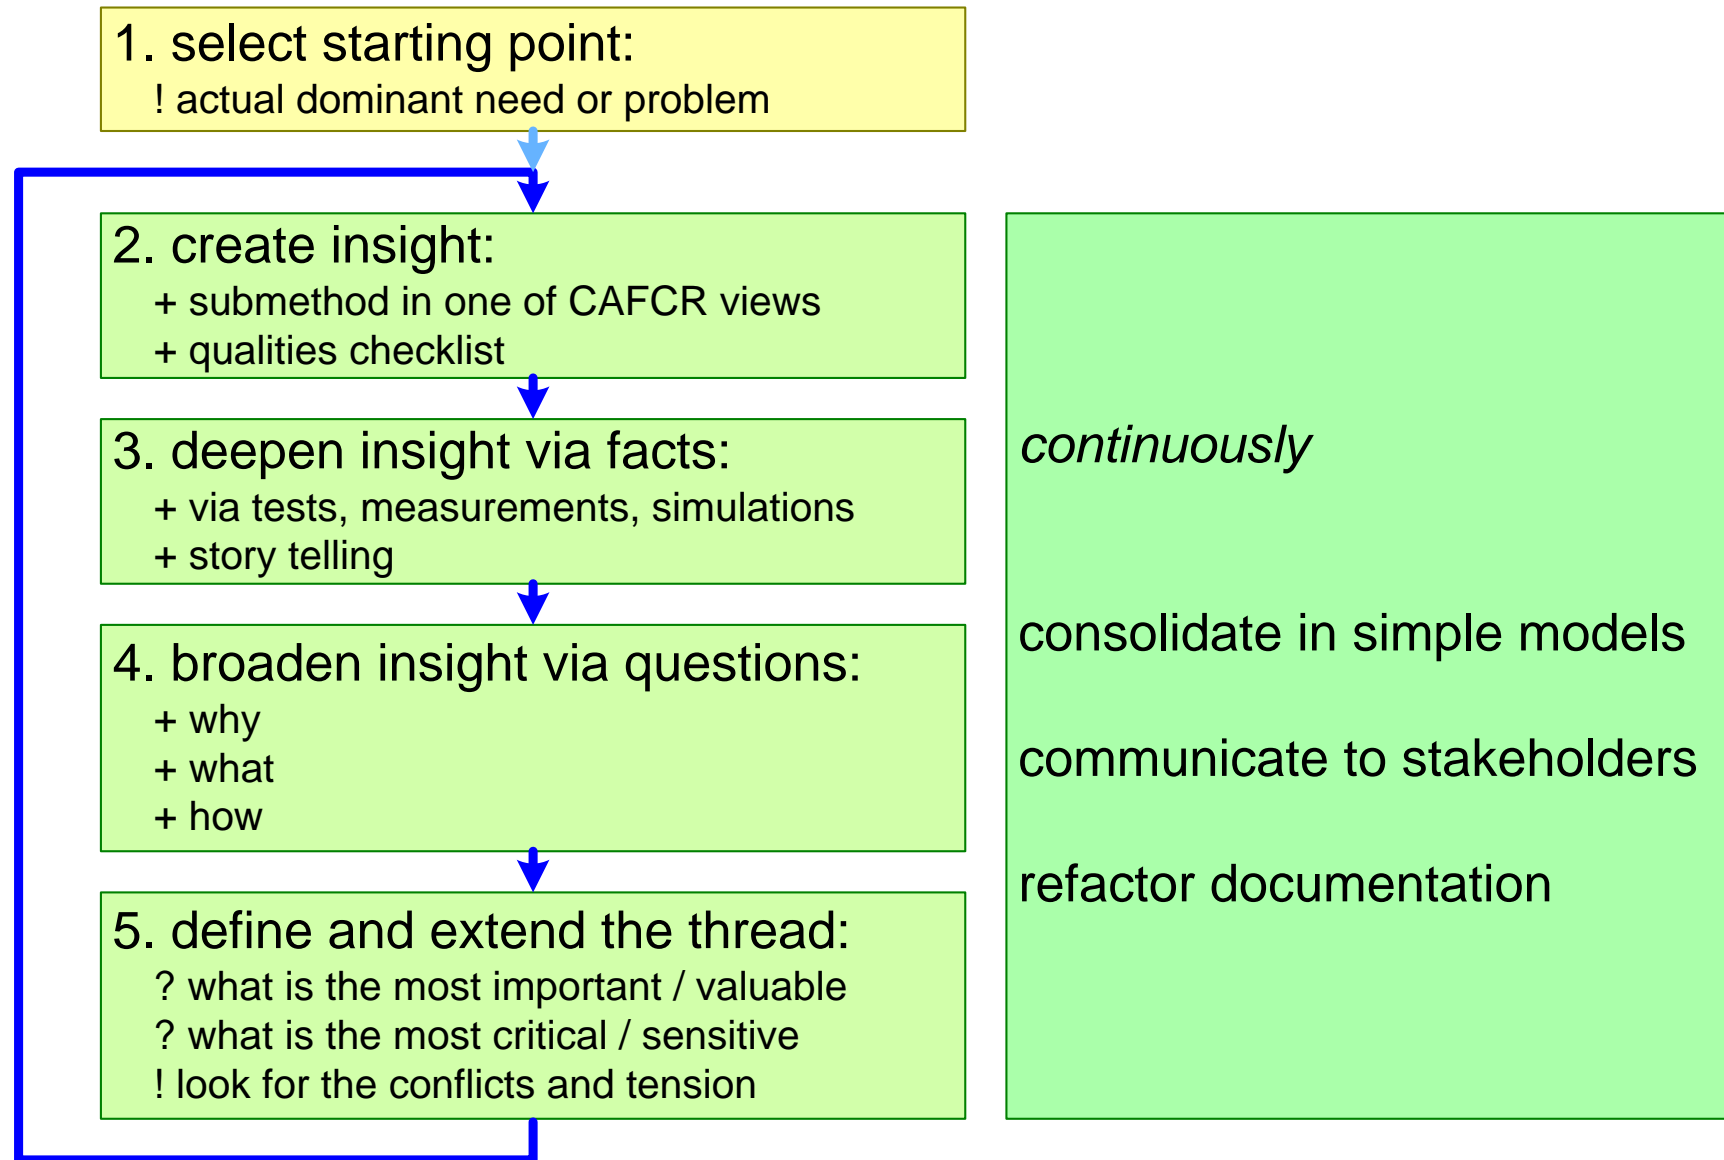 1. select starting point:
! actual dominant need or problem
2. create insight:
+ submethod in one of CAFCR views
+ qualities checklist
3. deepen insight via facts:
+ via tests, measurements, simulations
+ story telling
4. broaden insight via questions:
+ why
+ what
+ how
5. define and extend the thread:
? what is the most important / valuable
? what is the most critical / sensitive
! look for the conflicts and tension
continuously
consolidate in simple models
communicate to stakeholders
refactor documentation